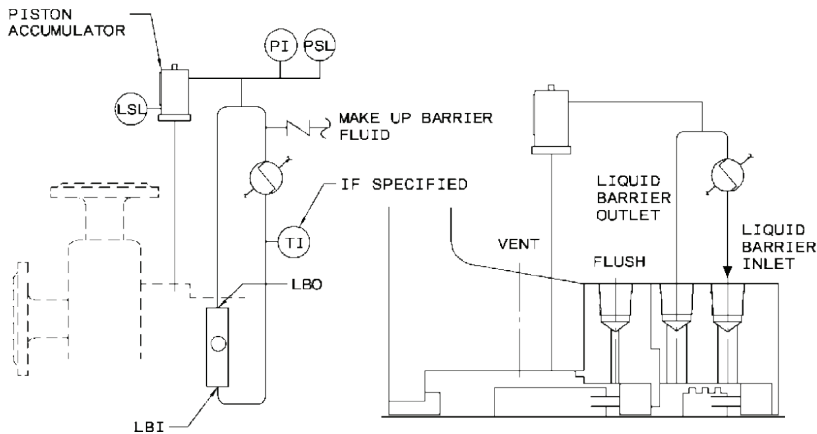 PISTON
ACCUMULATOR
PI
PSL
LSL
MAKE UP BARRIER
FLUID
IF SPECIFIED
TI
LBO
LBI
LIQUID
BARRIER
OUTLET
LIQUID
BARRIER
INLET
VENT
FLUSH